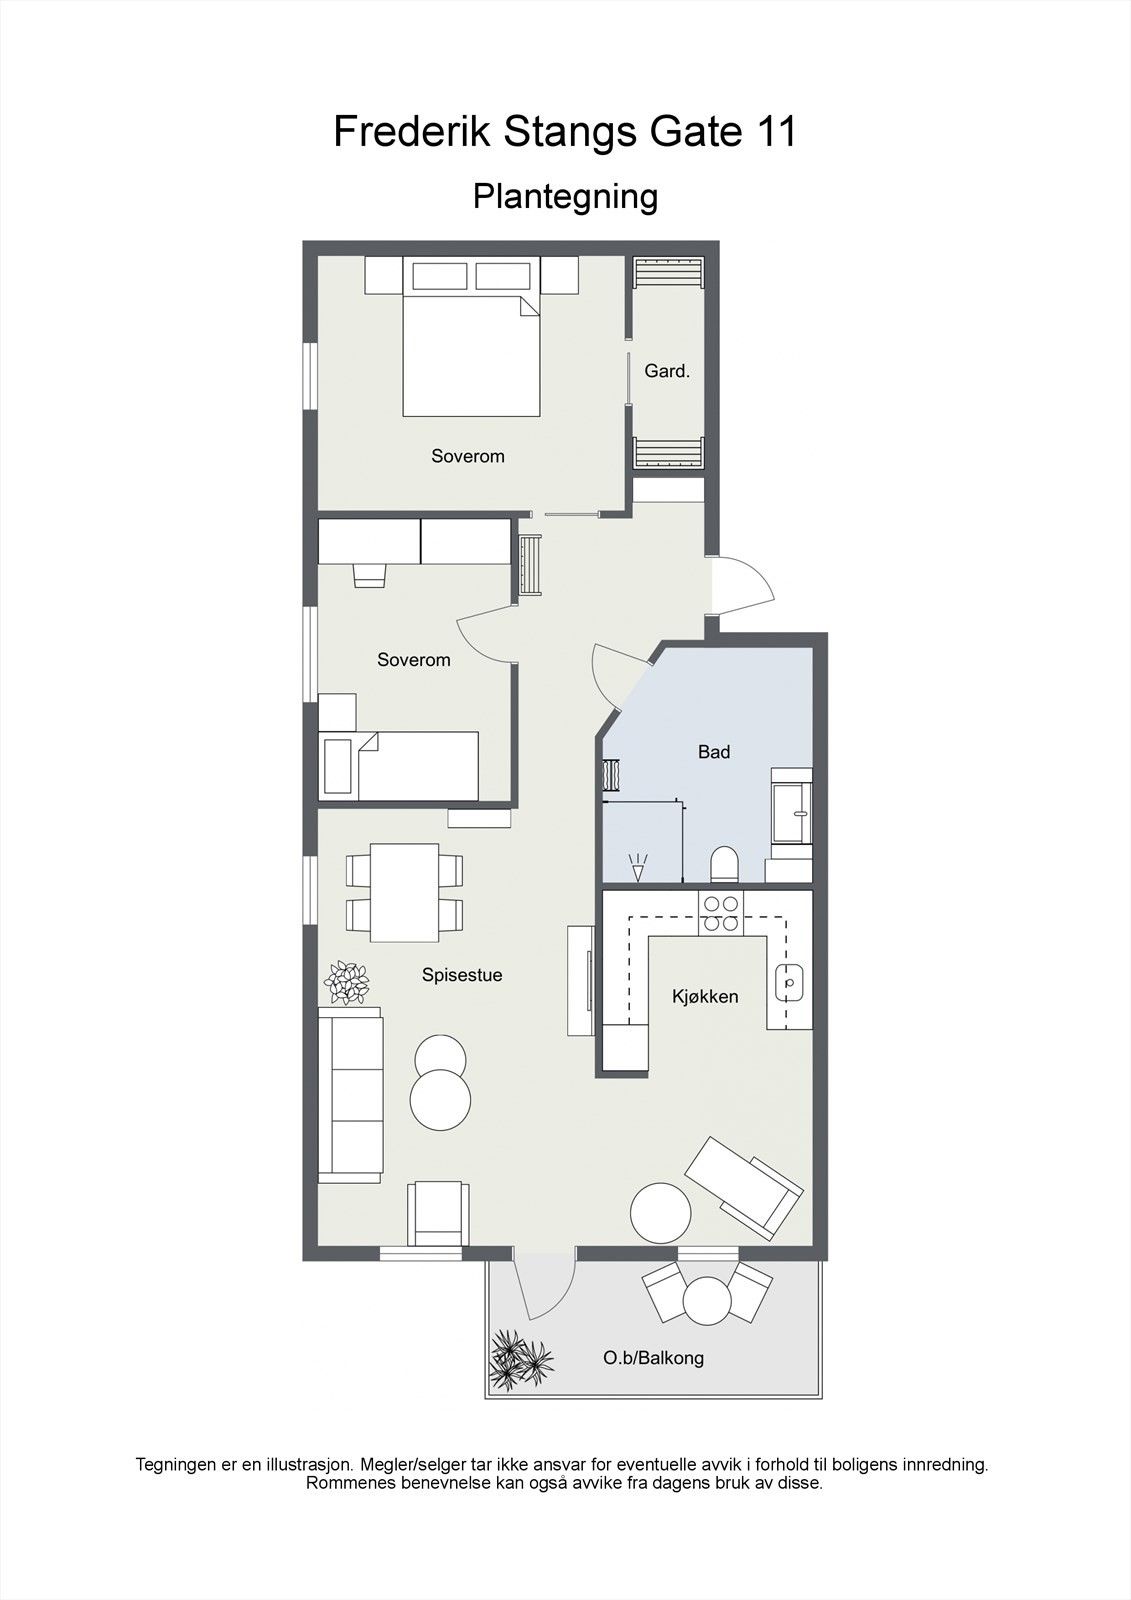 Frederik Stangs Gate 11
Plantegning
Gard.
Soverom
Soverom
Bad
Spisestue
Kjøkken
O.b/Balkong
Tegningen er en illustrasjon. Megler/selger tar ikke ansvar for eventuelle avvik i forhold til boligens innredning.
Rommenes benevnelse kan også avvike fra dagens bruk av disse.